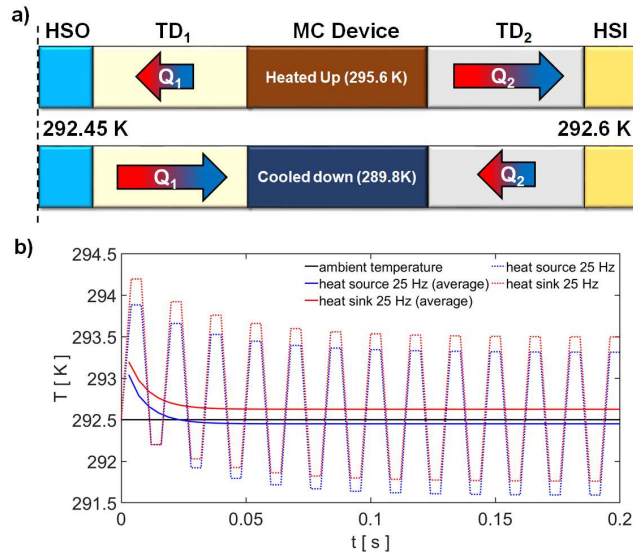 a)
HSO TD₁ MC Device TD₂ HSI
Q₁ Heated Up (295.6 K) Q₂
292.45 K 292.6 K
Q₁ Cooled down (289.8K) Q₂
b)
294.5
294
293.5
293
292.5
292
291.5
T [ K ]
ambient temperature heat source 25 Hz
heat source 25 Hz (average) heat sink 25 Hz
heat sink 25 Hz (average)
0 0.05 0.1 0.15 0.2
t [ s ]